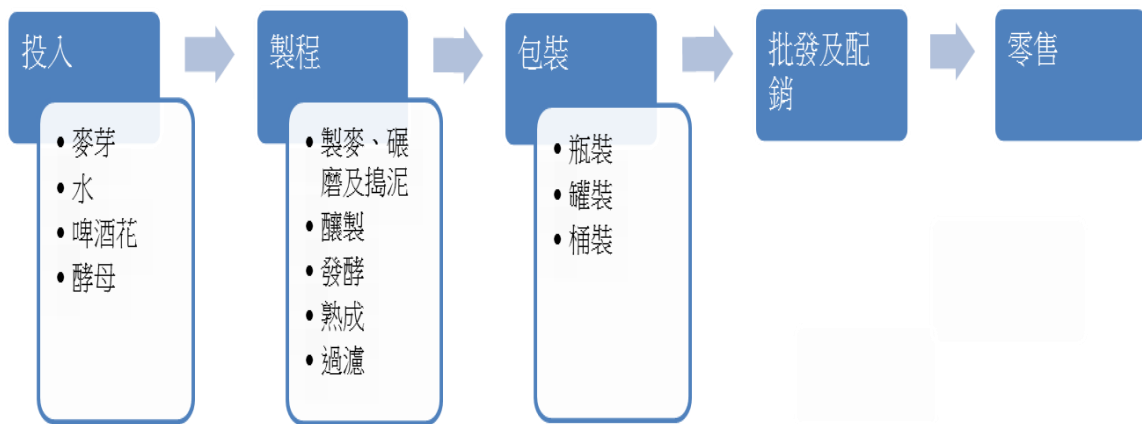 投入
• 麥芽
• 水
• 啤酒花
• 酵母
製程
• 製麥、碾
磨及搗泥
• 釀製
• 發酵
• 熟成
• 過濾
包裝
• 瓶裝
• 罐裝
• 桶裝
批發及配
銷
零售